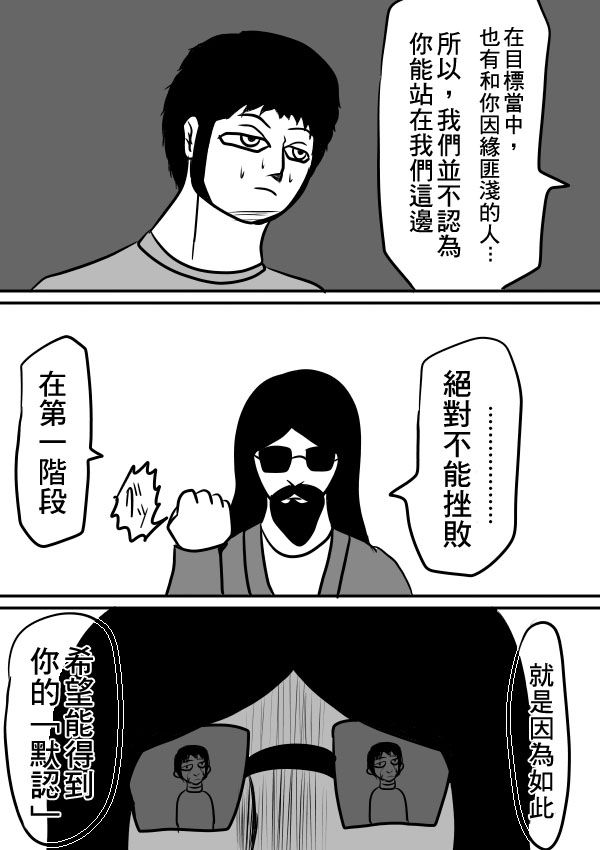 在目標當中，
也有和你因緣匪淺的人…
所以，我們並不認為
你能站在我們這邊
………………
絕對不能挫敗
在第一階段
就是因為如此
希望能得到
你的「默認」